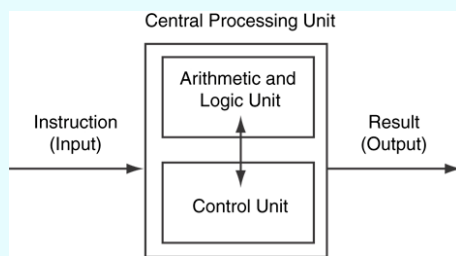 Central Processing Unit
Arithmetic and
Logic Unit
Instruction
(Input)
Result
(Output)
Control Unit